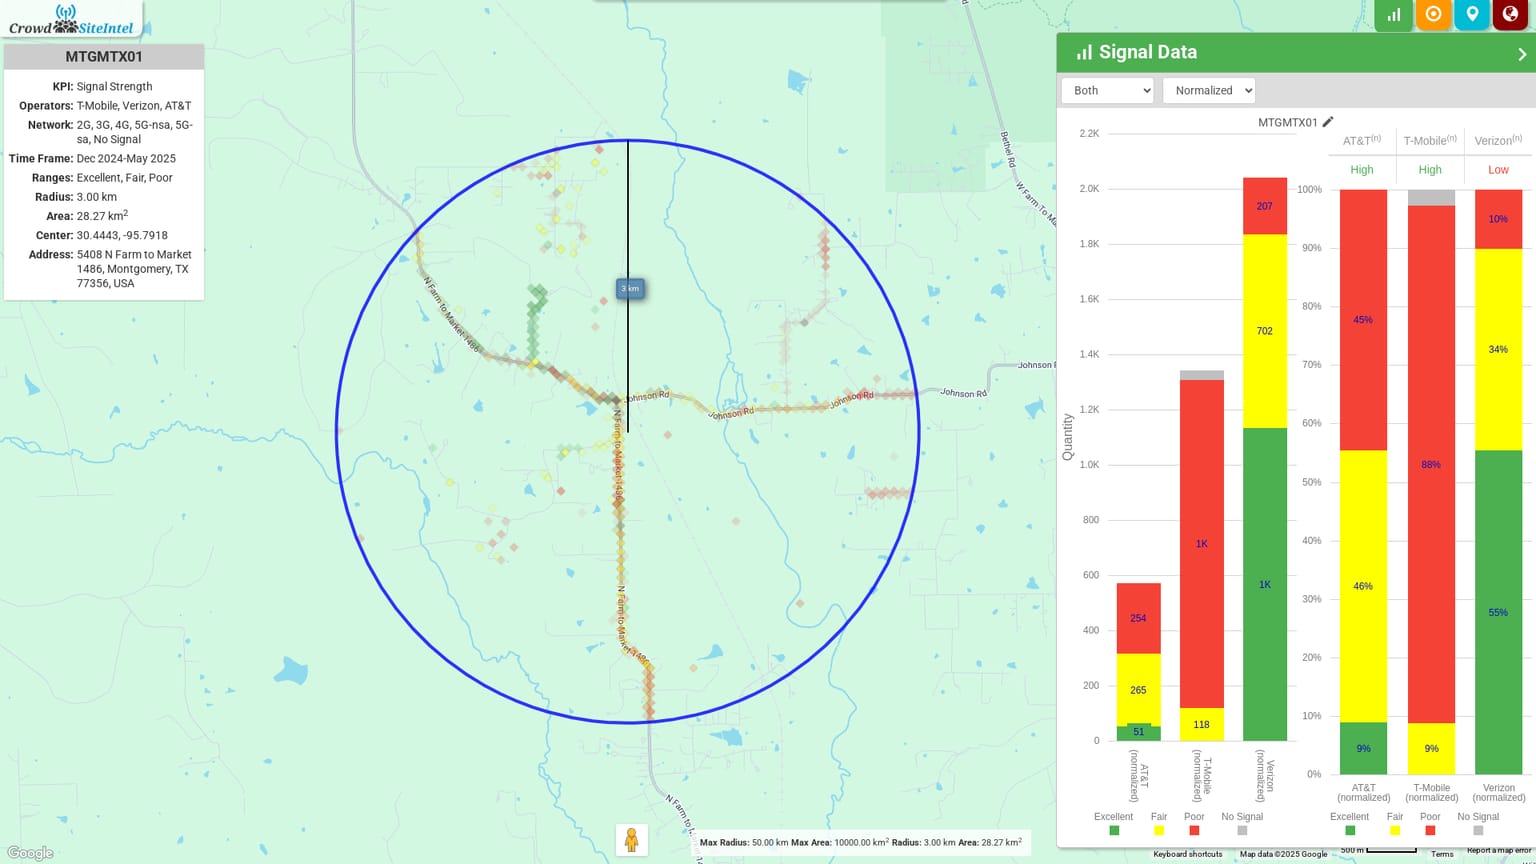 CrowdSiteIntel
MTGMTX01
KPI: Signal Strength
Operators: T-Mobile, Verizon, AT&T
Network: 2G, 3G, 4G, 5G-nsa, 5G-
sa, No Signal
Time Frame: Dec 2024-May 2025
Ranges: Excellent, Fair, Poor
Radius: 3.00 km
Area: 28.27 km2
Center: 30.4443, -95.7918
Address: 5408 N Farm to Market
1486, Montgomery, TX
77356, USA
Bethel Rd
W Farm-To Ma
3 km
N Farm to Market 1486
Johnson Rd
Johnson Rd
Johnson Rd
Johnson Rd
Johnson R
N Farm to Market 1486
N Farm to Market 1486
N Farm to M
Google
Max Radius: 50.00 km Max Area: 10000.00 km2 Radius: 3.00 km Area: 28.27 km2
Signal Data
Both
Normalized
MTGMTX01
2.2K
2.0K
1.8K
1.6K
1.4K
1.2K
1.0K
800
600
400
200
0
Quantity
254
265
51
1K
118
207
702
1K
AT&T
(normalized)
T-Mobile
(normalized)
Verizon
(normalized)
Excellent
Fair
Poor
No Signal
AT&T(n)
T-Mobile(n)
Verizon(n)
High
High
Low
100%
90%
80%
70%
60%
50%
40%
30%
20%
10%
0%
45%
46%
9%
88%
9%
10%
34%
55%
AT&T
(normalized)
T-Mobile
(normalized)
Verizon
(normalized)
Excellent
Fair
Poor
No Signal
Keyboard shortcuts
Map data ©2025 Google
500 m
Terms
Report a map error